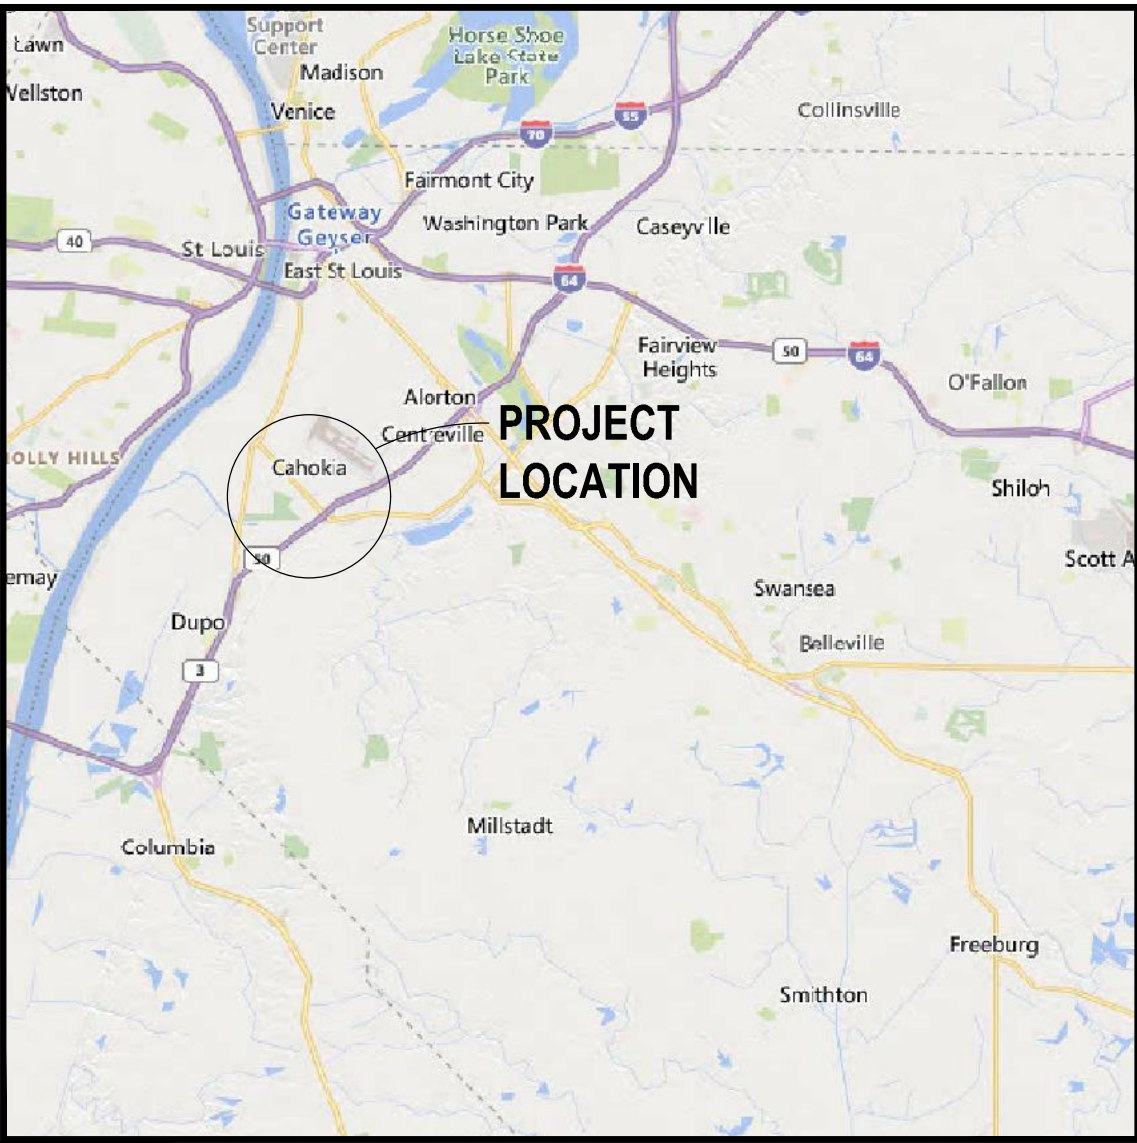 Support
Center
Lawn
Horse Shoe
Lake State
Park
Madison
Wellston
Venice
55
Collinsville
70
Fairmont City
Gateway
Geyser
Washington Park
Caseyville
40
St Louis
East St Louis
64
Fairview
Heights
50
64
O'Fallon
Alorton
PROJECT
LOCATION
Centreville
OLLY HILLS
Cahokia
Shiloh
50
Scott A
emay
Swansea
Dupo
Belleville
3
Millstadt
Columbia
Freeburg
Smithton